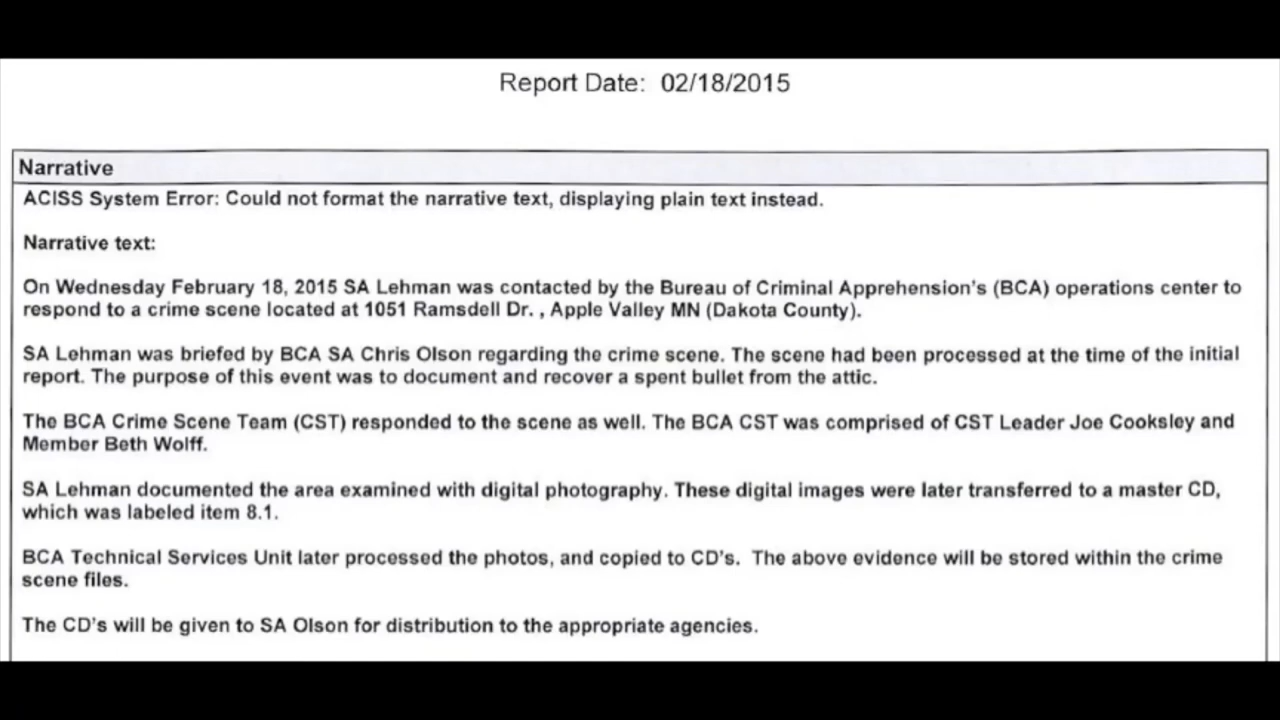 Report Date: 02/18/2015
Narrative
ACISS System Error: Could not format the narrative text, displaying plain text instead.
Narrative text:
On Wednesday February 18, 2015 SA Lehman was contacted by the Bureau of Criminal Apprehension's (BCA) operations center to
respond to a crime scene located at 1051 Ramsdell Dr. , Apple Valley MN (Dakota County).
SA Lehman was briefed by BCA SA Chris Olson regarding the crime scene. The scene had been processed at the time of the initial
report. The purpose of this event was to document and recover a spent bullet from the attic.
The BCA Crime Scene Team (CST) responded to the scene as well. The BCA CST was comprised of CST Leader Joe Cooksley and
Member Beth Wolff.
SA Lehman documented the area examined with digital photography. These digital images were later transferred to a master CD,
which was labeled item 8.1.
BCA Technical Services Unit later processed the photos, and copied to CD's. The above evidence will be stored within the crime
scene files.
The CD's will be given to SA Olson for distribution to the appropriate agencies.